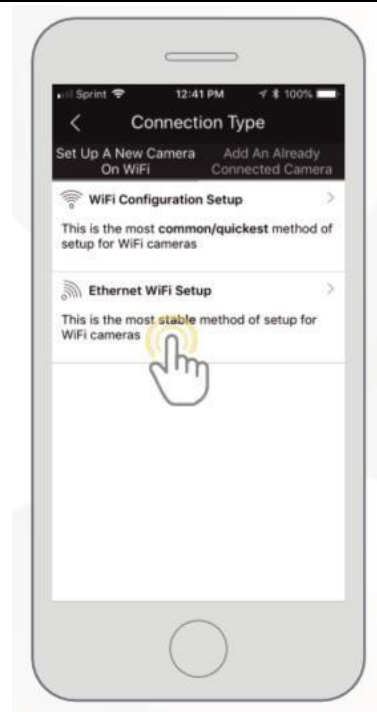 Sprint 12:41 PM 100%
Connection Type
Set Up A New Camera Add An Already
On WiFi Connected Camera
WiFi Configuration Setup
This is the most common/quickest method of
setup for WiFi cameras
Ethernet WiFi Setup
This is the most stable method of setup for
WiFi cameras